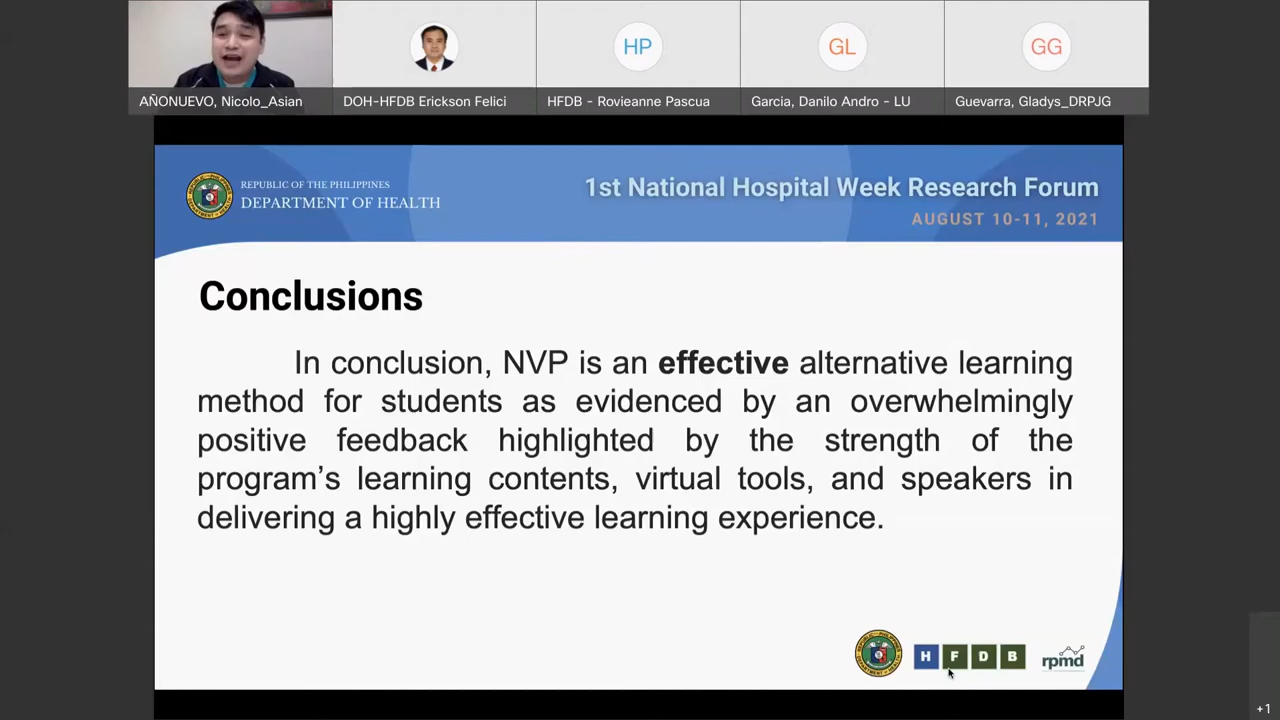 HP
GL
GG
AÑONUEVO, Nicolo_Asian
DOH-HFDB Erickson Felici
HFDB - Rovieanne Pascua
Garcia, Danilo Andro - LU
Guevarra, Gladys_DRPJG
REPUBLIC OF THE PHILIPPINES
DEPARTMENT OF HEALTH
1st National Hospital Week Research Forum
AUGUST 10-11, 2021
Conclusions
In conclusion, NVP is an effective alternative learning
method for students as evidenced by an overwhelmingly
positive feedback highlighted by the strength of the
program's learning contents, virtual tools, and speakers in
delivering a highly effective learning experience.
H F D B
rpmd
+1